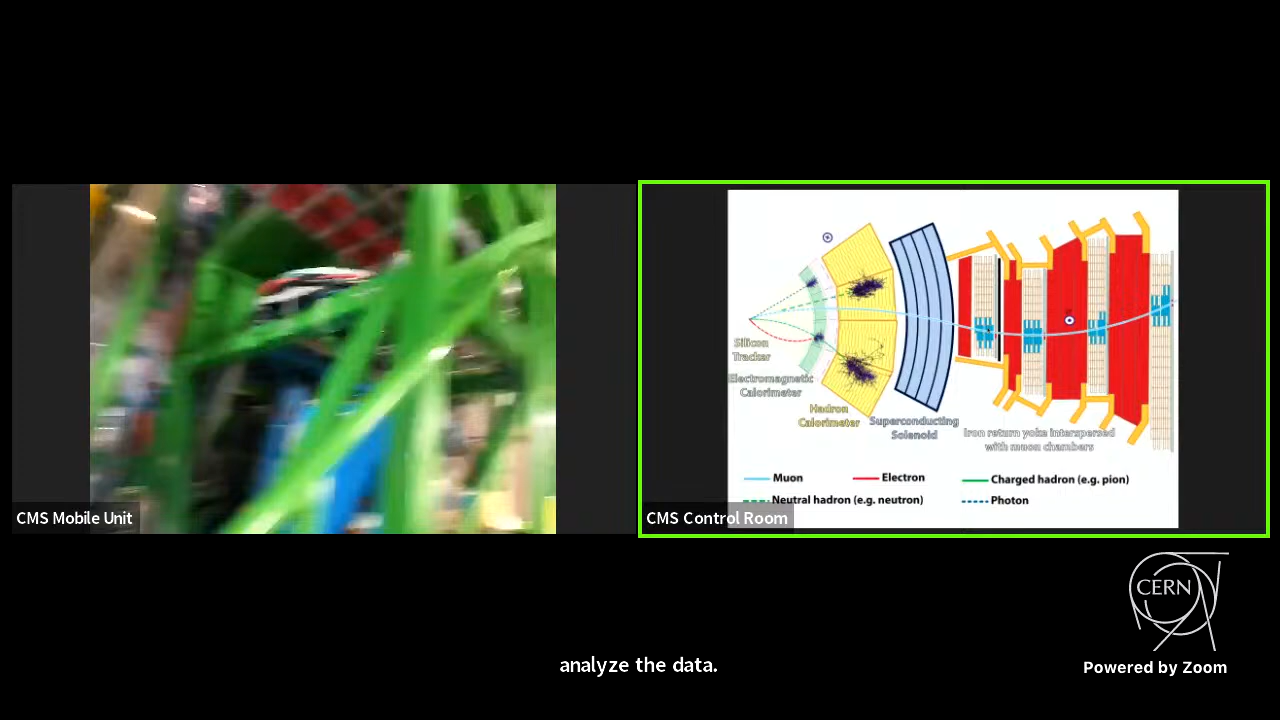 Silicon
Tracker
Electromagnetic
Calorimeter
Hadron
Calorimeter
Superconducting
Solenoid
Iron return yoke interspersed
with muon chambers
Muon
Electron
Charged hadron (e.g. pion)
Neutral hadron (e.g. neutron)
Photon
CMS Mobile Unit
CMS Control Room
CERN
analyze the data.
Powered by Zoom